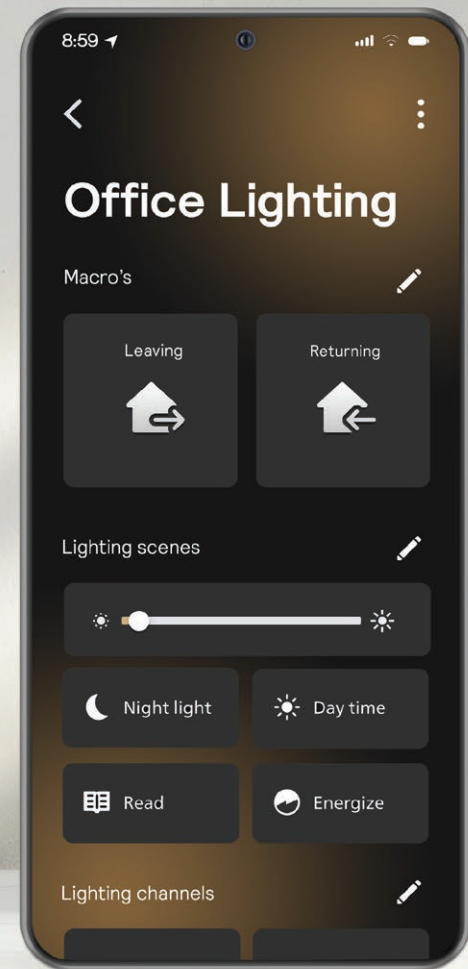 8:59
Office Lighting
Macro's
Leaving
Returning
Lighting scenes
Night light
Day time
Read
Energize
Lighting channels